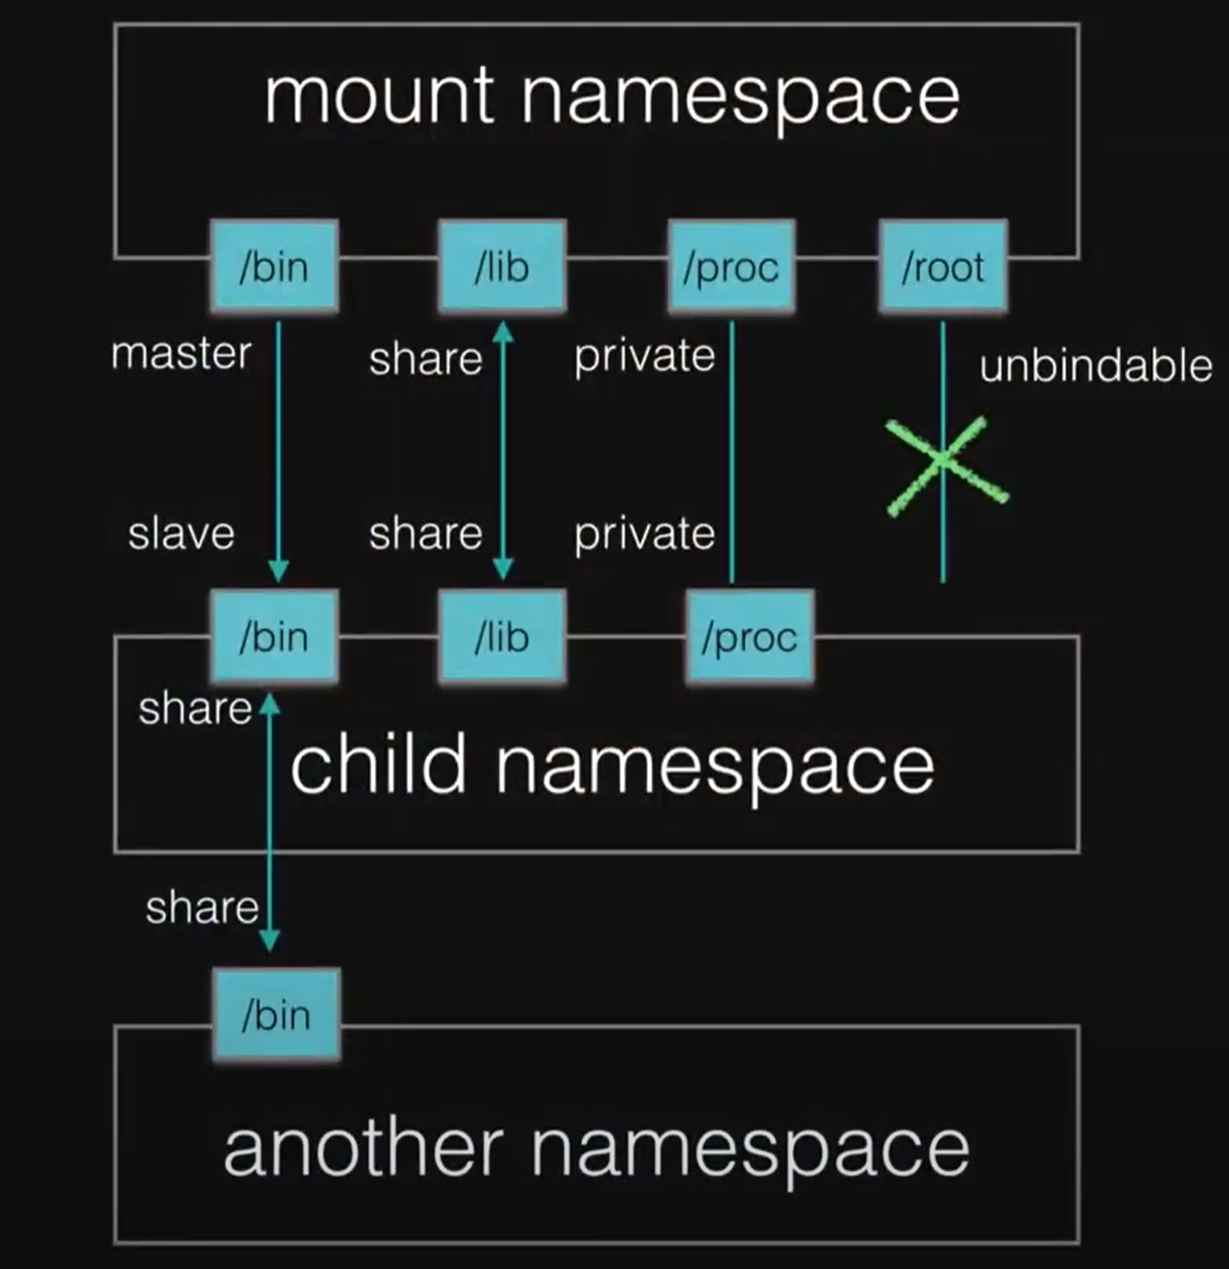 mount namespace
/bin /lib /proc /root
master share private unbindable
slave share private
/bin /lib /proc
share
child namespace
share
/bin
another namespace